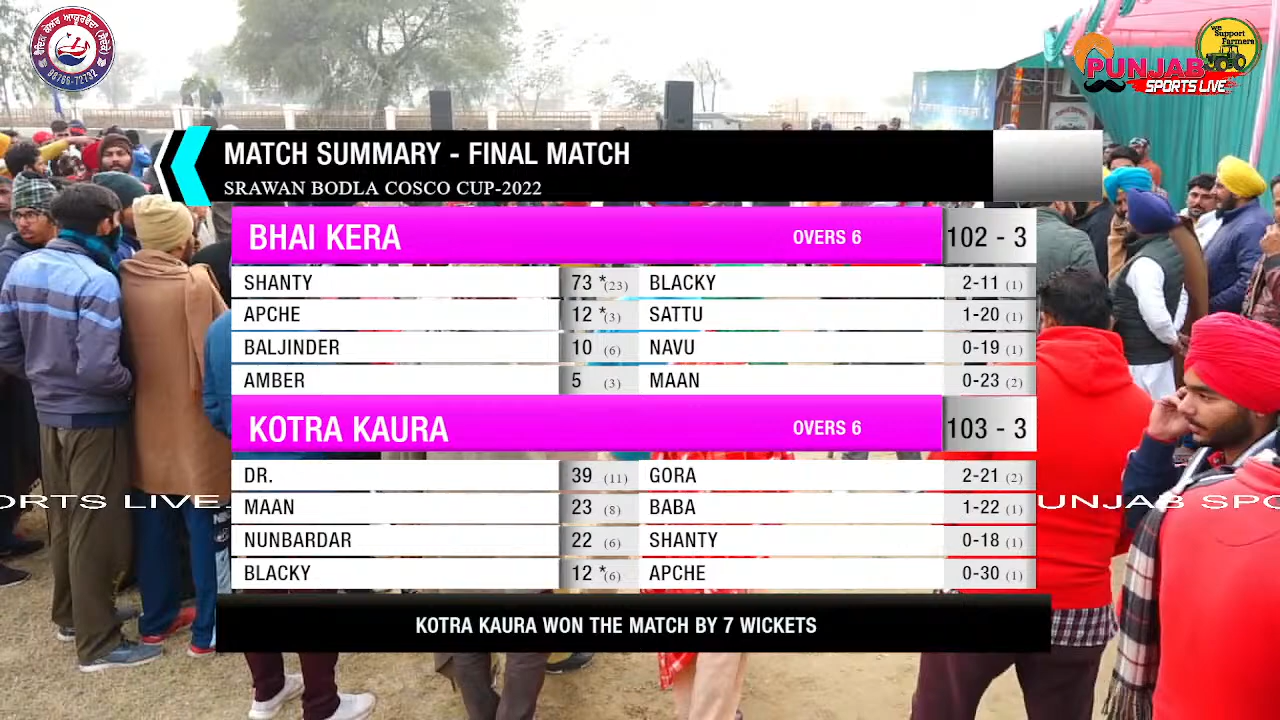 ਵੈਦਿਕ ਕੇਅਰ ਆਯੂਰਵੈਦਾ
98766-72732
We
Support
Farmers
PUNJAB
SPORTS LIVE
MATCH SUMMARY - FINAL MATCH
SRAWAN BODLA COSCO CUP-2022
BHAI KERA OVERS 6 102 - 3
SHANTY 73 *(23) BLACKY 2-11 (1)
APCHE 12 *(3) SATTU 1-20 (1)
BALJINDER 10 (6) NAVU 0-19 (1)
AMBER 5 (3) MAAN 0-23 (2)
KOTRA KAURA OVERS 6 103 - 3
DR. 39 (11) GORA 2-21 (2)
MAAN 23 (8) BABA 1-22 (1)
ORTS LIVE. UNJAB SPO
NUNBARDAR 22 (6) SHANTY 0-18 (1)
BLACKY 12 *(6) APCHE 0-30 (1)
KOTRA KAURA WON THE MATCH BY 7 WICKETS